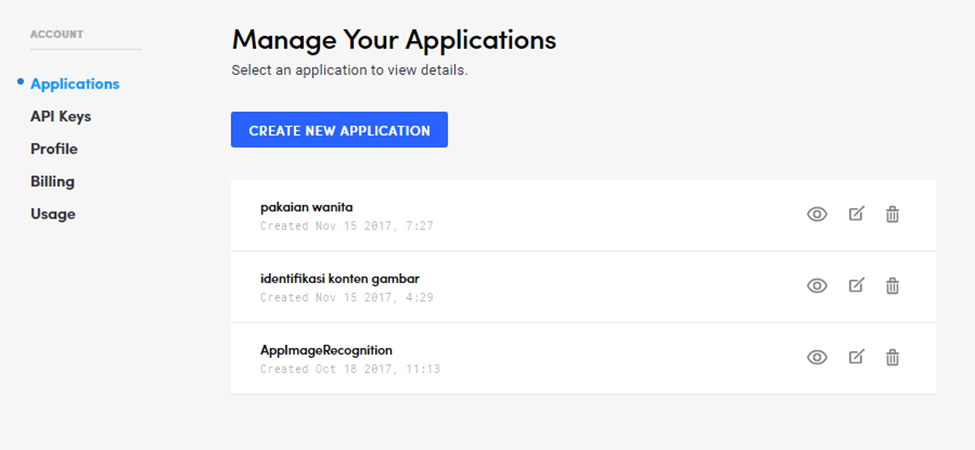 ACCOUNT
Applications
API Keys
Profile
Billing
Usage
Manage Your Applications
Select an application to view details.
CREATE NEW APPLICATION
pakaian wanita
Created Nov 15 2017, 7:27
identifikasi konten gambar
Created Nov 15 2017, 4:29
AppImageRecognition
Created Oct 18 2017, 11:13